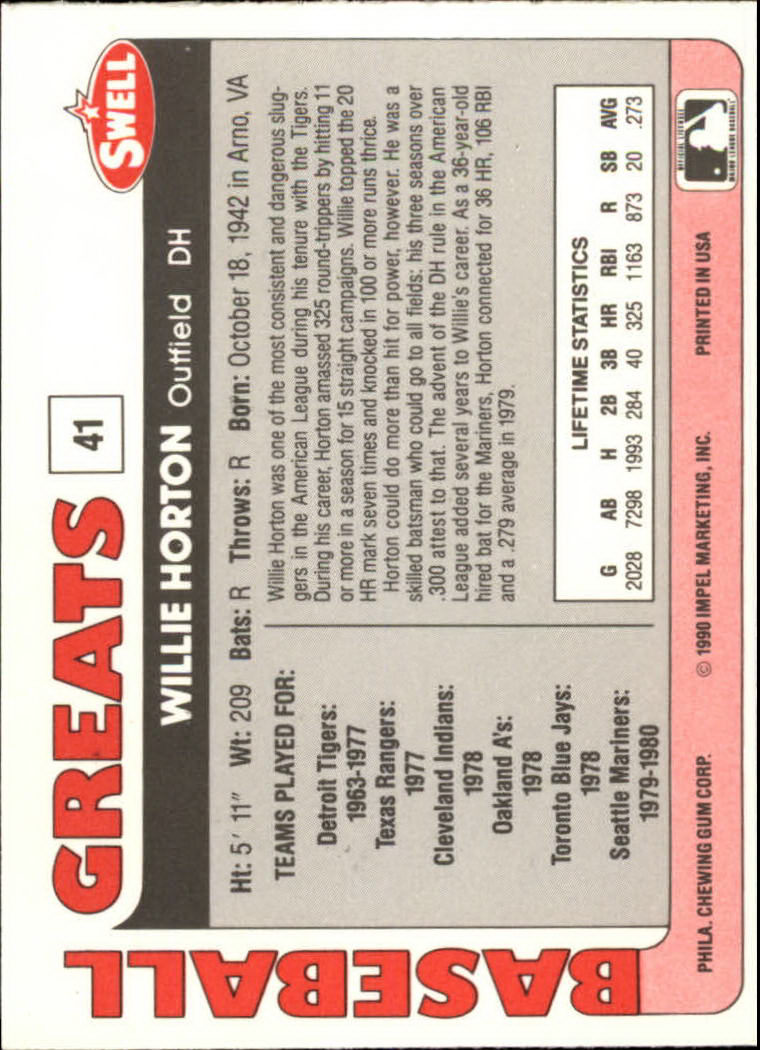 BASEBALL
GREATS
41
SWELL
WILLIE HORTON Outfield DH
Ht: 5' 11" Wt: 209 Bats: R Throws: R Born: October 18, 1942 in Arno, VA
TEAMS PLAYED FOR:
Detroit Tigers:
1963-1977
Texas Rangers:
1977
Cleveland Indians:
1978
Oakland A's:
1978
Toronto Blue Jays:
1978
Seattle Mariners:
1979-1980
Willie Horton was one of the most consistent and dangerous slug-
gers in the American League during his tenure with the Tigers.
During his career, Horton amassed 325 round-trippers by hitting 11
or more in a season for 15 straight campaigns. Willie topped the 20
HR mark seven times and knocked in 100 or more runs thrice.
Horton could do more than hit for power, however. He was a
skilled batsman who could go to all fields: his three seasons over
.300 attest to that. The advent of the DH rule in the American
League added several years to Willie's career. As a 36-year-old
hired bat for the Mariners, Horton connected for 36 HR, 106 RBI
and a .279 average in 1979.
LIFETIME STATISTICS
G AB H 2B 3B HR RBI R SB AVG
2028 7298 1993 284 40 325 1163 873 20 .273
PHILA. CHEWING GUM CORP. © 1990 IMPEL MARKETING, INC. PRINTED IN USA
OFFICIAL LICENSEE
MAJOR LEAGUE BASEBALL